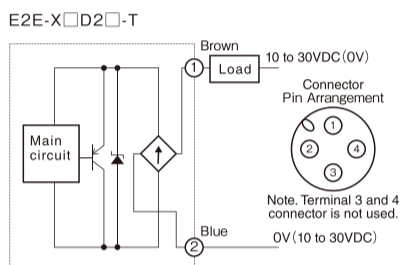 E2E-X□D2□-T
Brown
1
Load
10 to 30VDC(0V)
Connector
Pin Arrangement
1
2
4
3
Main
circuit
Note. Terminal 3 and 4
connector is not used.
Blue
2
0V(10 to 30VDC)